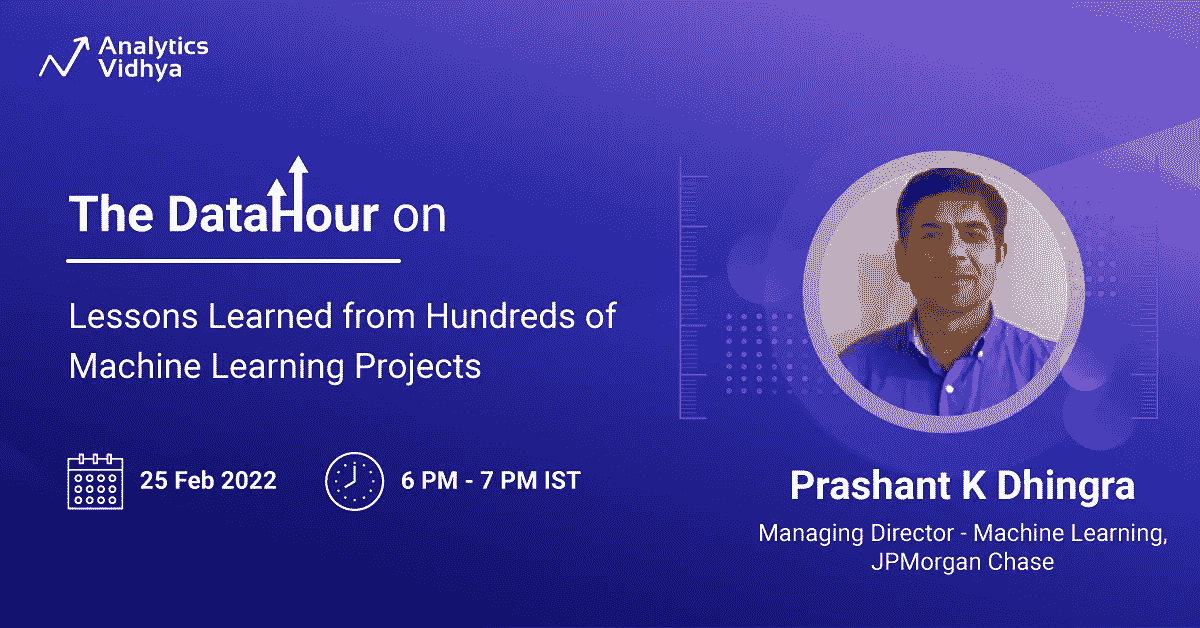 Analytics
Vidhya
The DataHour on
Lessons Learned from Hundreds of
Machine Learning Projects
25 Feb 2022
6 PM - 7 PM IST
Prashant K Dhingra
Managing Director - Machine Learning,
JPMorgan Chase